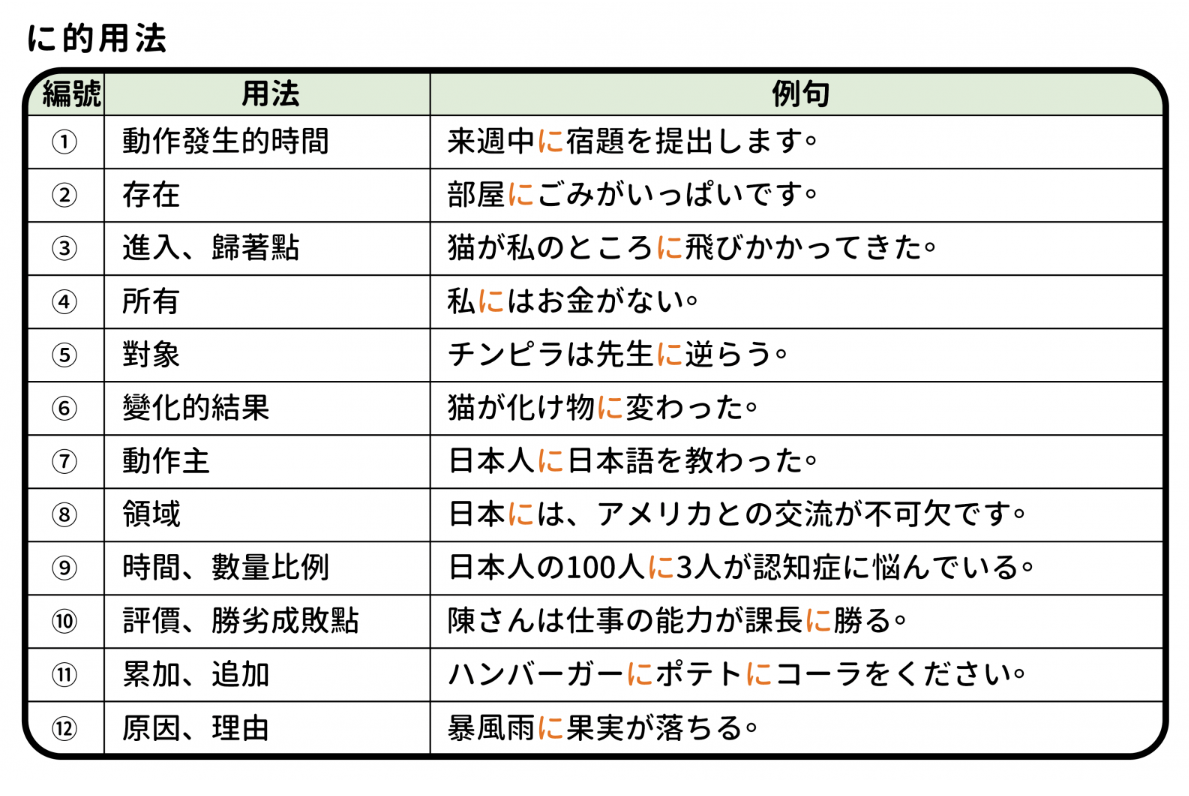 に的用法
編號 用法 例句
① 動作發生的時間 来週中に宿題を提出します。
② 存在 部屋にごみがいっぱいです。
③ 進入、歸著點 猫が私のところに飛びかかってきた。
④ 所有 私にはお金がない。
⑤ 對象 チンピラは先生に逆らう。
⑥ 變化的結果 猫が化け物に変わった。
⑦ 動作主 日本人に日本語を教わった。
⑧ 領域 日本には、アメリカとの交流が不可欠です。
⑨ 時間、數量比例 日本人の100人に3人が認知症に悩んでいる。
⑩ 評價、勝劣成敗點 陳さんは仕事の能力が課長に勝る。
⑪ 累加、追加 ハンバーガーにポテトにコーラをください。
⑫ 原因、理由 暴風雨に果実が落ちる。